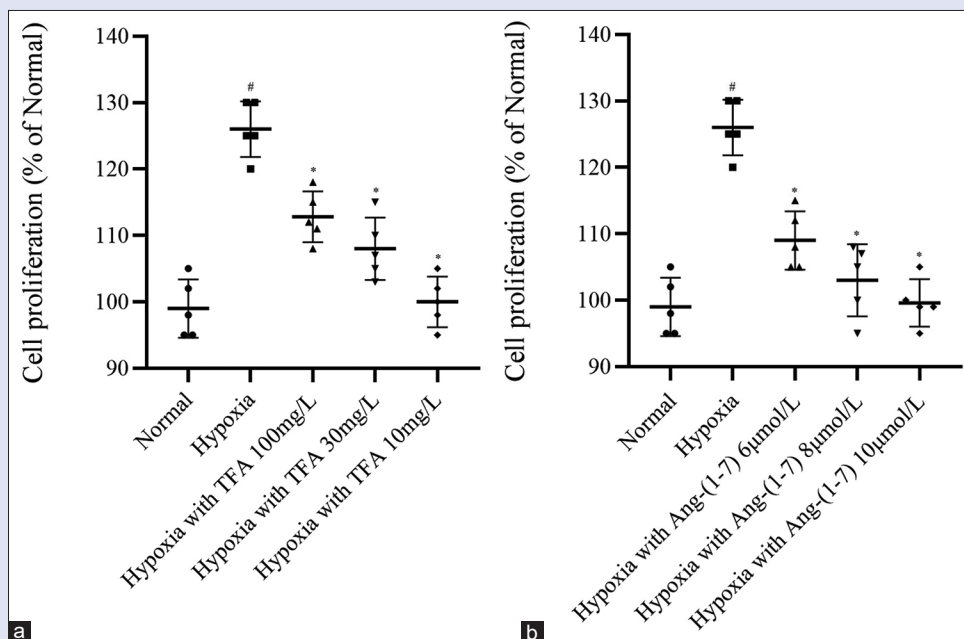 Cell proliferation (% of Normal)
140
130
120
110
100
90
#
*
*
*
Normal
Hypoxia
Hypoxia with TFA 100mg/L
Hypoxia with TFA 30mg/L
Hypoxia with TFA 10mg/L
a
Cell proliferation (% of Normal)
140
130
120
110
100
90
#
*
*
*
Normal
Hypoxia
Hypoxia with Ang-(1-7) 6μmol/L
Hypoxia with Ang-(1-7) 8μmol/L
Hypoxia with Ang-(1-7) 10μmol/L
b